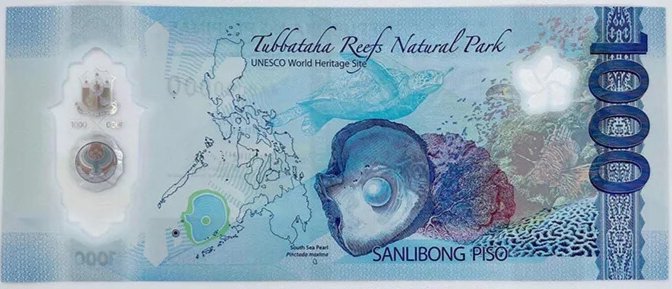 Tubbataha Reefs Natural Park
UNESCO World Heritage Site
1000
1000
South Sea Pearl
Pinctada maxima
SANLIBONG PISO